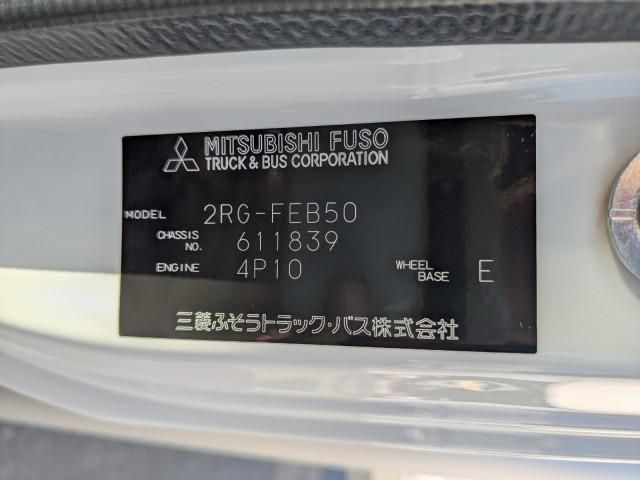 MITSUBISHI FUSO
TRUCK & BUS CORPORATION
MODEL 2RG-FEB50
CHASSIS NO. 611839
ENGINE 4P10 WHEEL BASE E
三菱ふそうトラック・バス株式会社